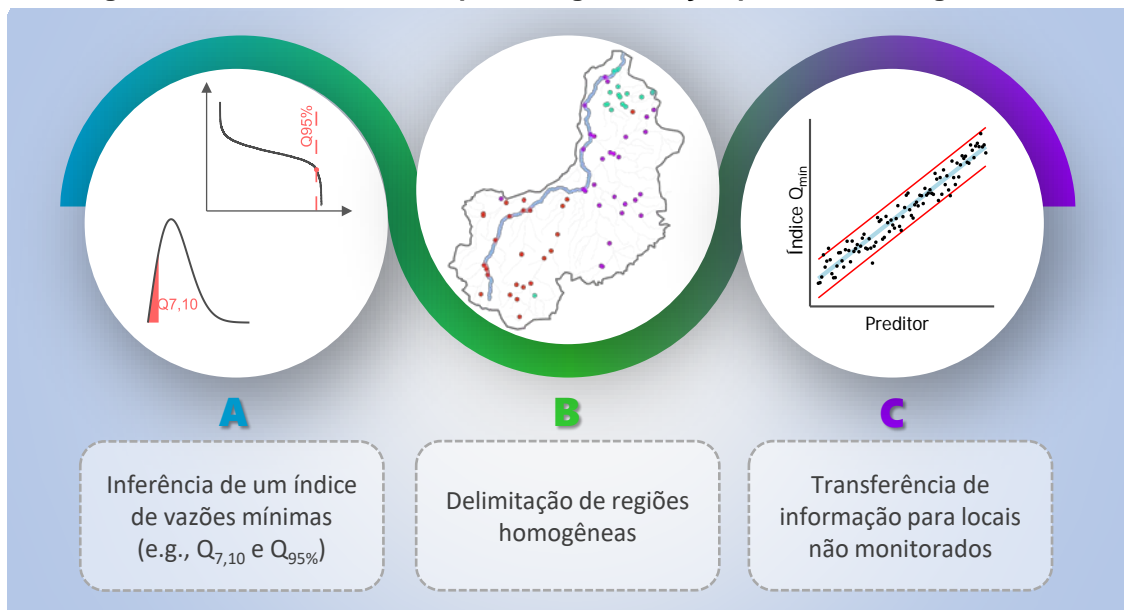 Q95%
Q7,10
Índice Qmin
Preditor
A
B
C
Inferência de um índice
de vazões mínimas
(e.g., Q7,10 e Q95%)
Delimitação de regiões
homogêneas
Transferência de
informação para locais
não monitorados